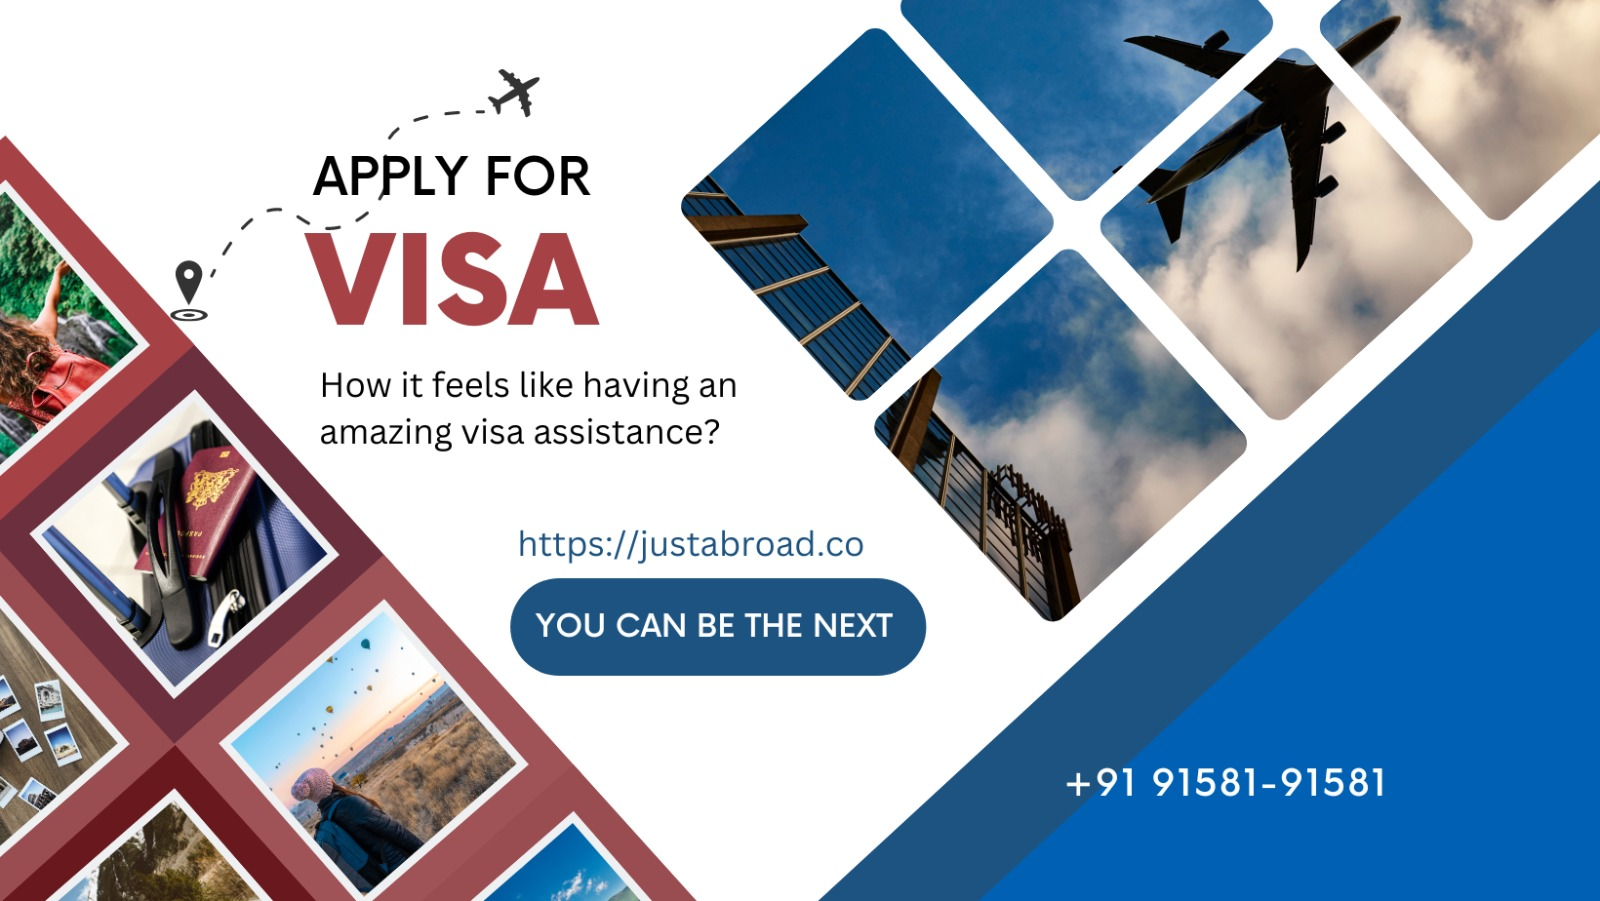 APPLY FOR
VISA
How it feels like having an
amazing visa assistance?
https://justabroad.co
YOU CAN BE THE NEXT
+91 91581-91581